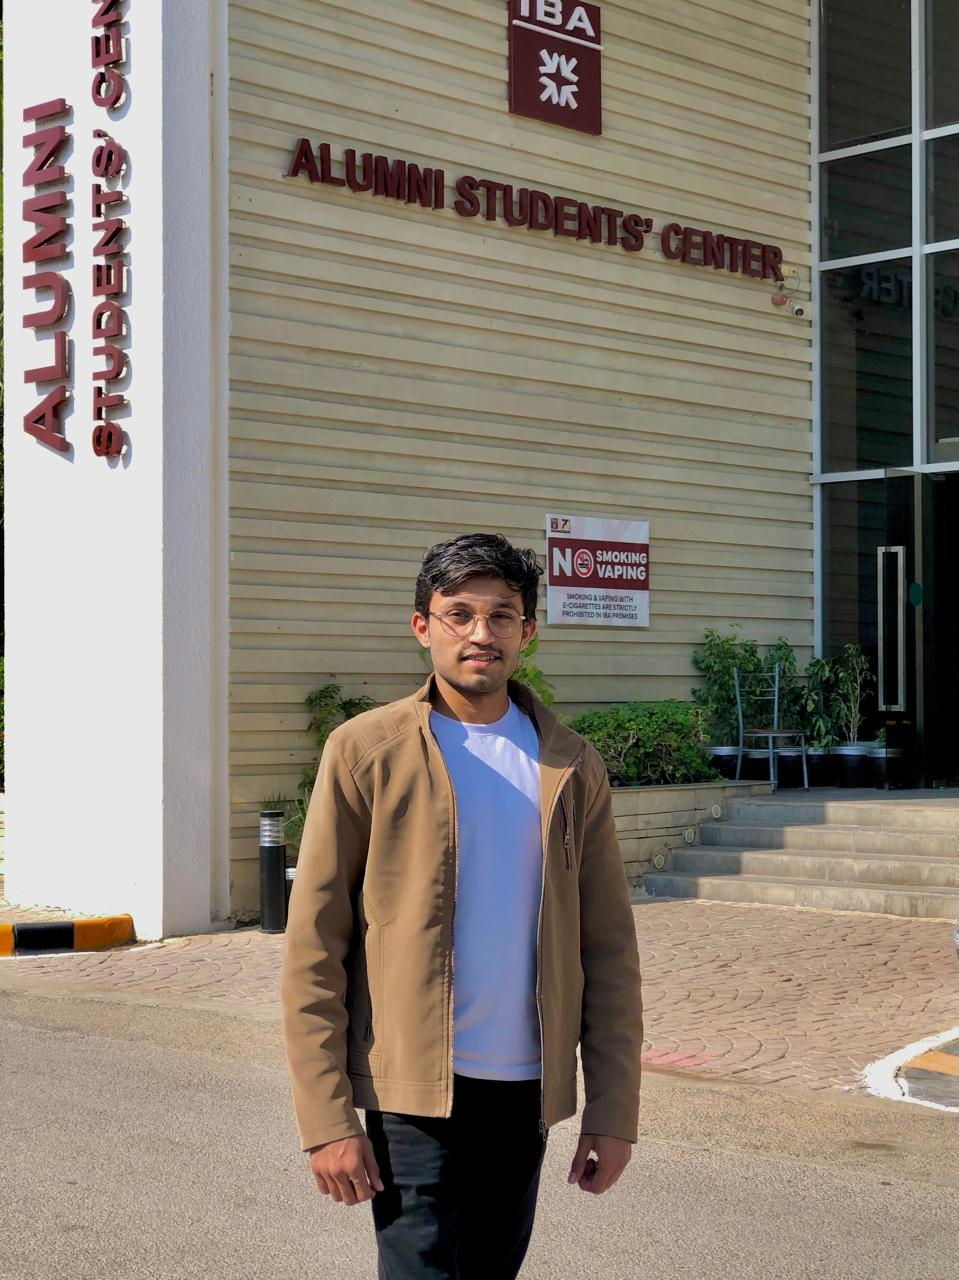 ALUMNI
STUDENTS' CEN
IBA
ALUMNI STUDENTS' CENTER
NO SMOKING
VAPING
SMOKING & VAPING WITH
E-CIGARETTES ARE STRICTLY
PROHIBITED IN IBA PREMISES